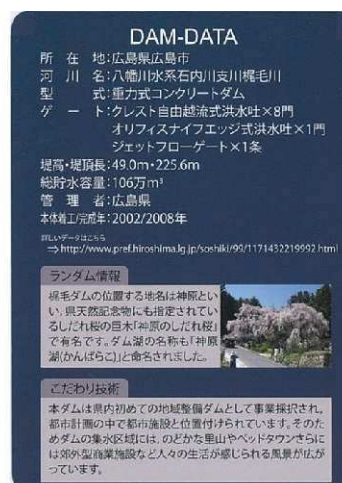 DAM-DATA
所在地:広島県広島市
河川名:八幡川水系石内川支川梶毛川
型式:重力式コンクリートダム
ゲート:クレスト自由越流式洪水吐×8門
オリフィスナイフエッジ式洪水吐×1門
ジェットフローゲート×1条
堤高・堤頂長:49.0m・225.6m
総貯水容量:106万m³
管理者:広島県
本体着工/完成年:2002/2008年
詳しいデータはこちら
⇒http://www.pref.hiroshima.lg.jp/soshiki/99/1171432219992.html
ランダム情報
梶毛ダムの位置する地名は神原とい
い、県天然記念物にも指定されてい
るしだれ桜の巨木「神原のしだれ桜」
で有名です。ダム湖の名称も「神原
湖(かんばらこ)」と命名されました。
こだわり技術
本ダムは県内初めての地域整備ダムとして事業採択され、
都市計画の中で都市施設と位置付けられています。そのた
めダムの集水区域には、のどかな里山やベッドタウンさらに
は郊外型商業施設など人々の生活が感じられる風景が広が
っています。